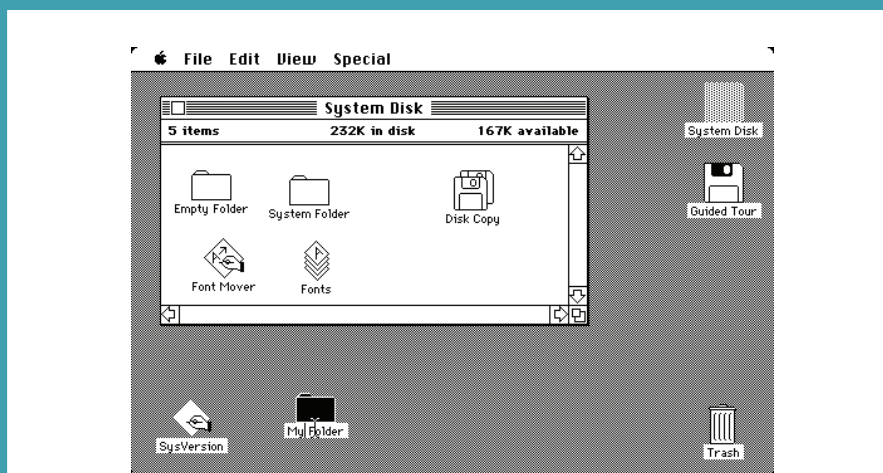 File Edit View Special
System Disk
5 items 232K in disk 167K available
Empty Folder System Folder Disk Copy
Font Mover Fonts
System Disk
Guided Tour
SysVersion My Folder Trash